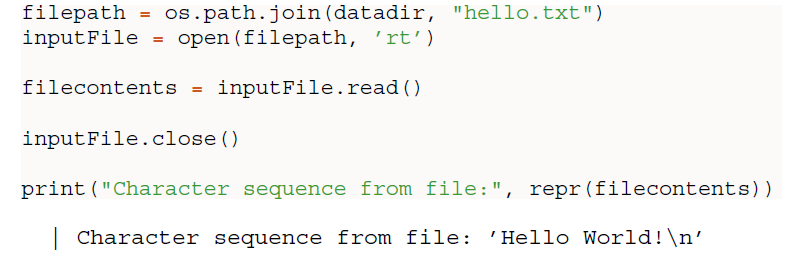 filepath = os.path.join(datadir, "hello.txt")
inputFile = open(filepath, ’rt’)
filecontents = inputFile.read()
inputFile.close()
print("Character sequence from file:", repr(filecontents))
| Character sequence from file: ’Hello World!\n’